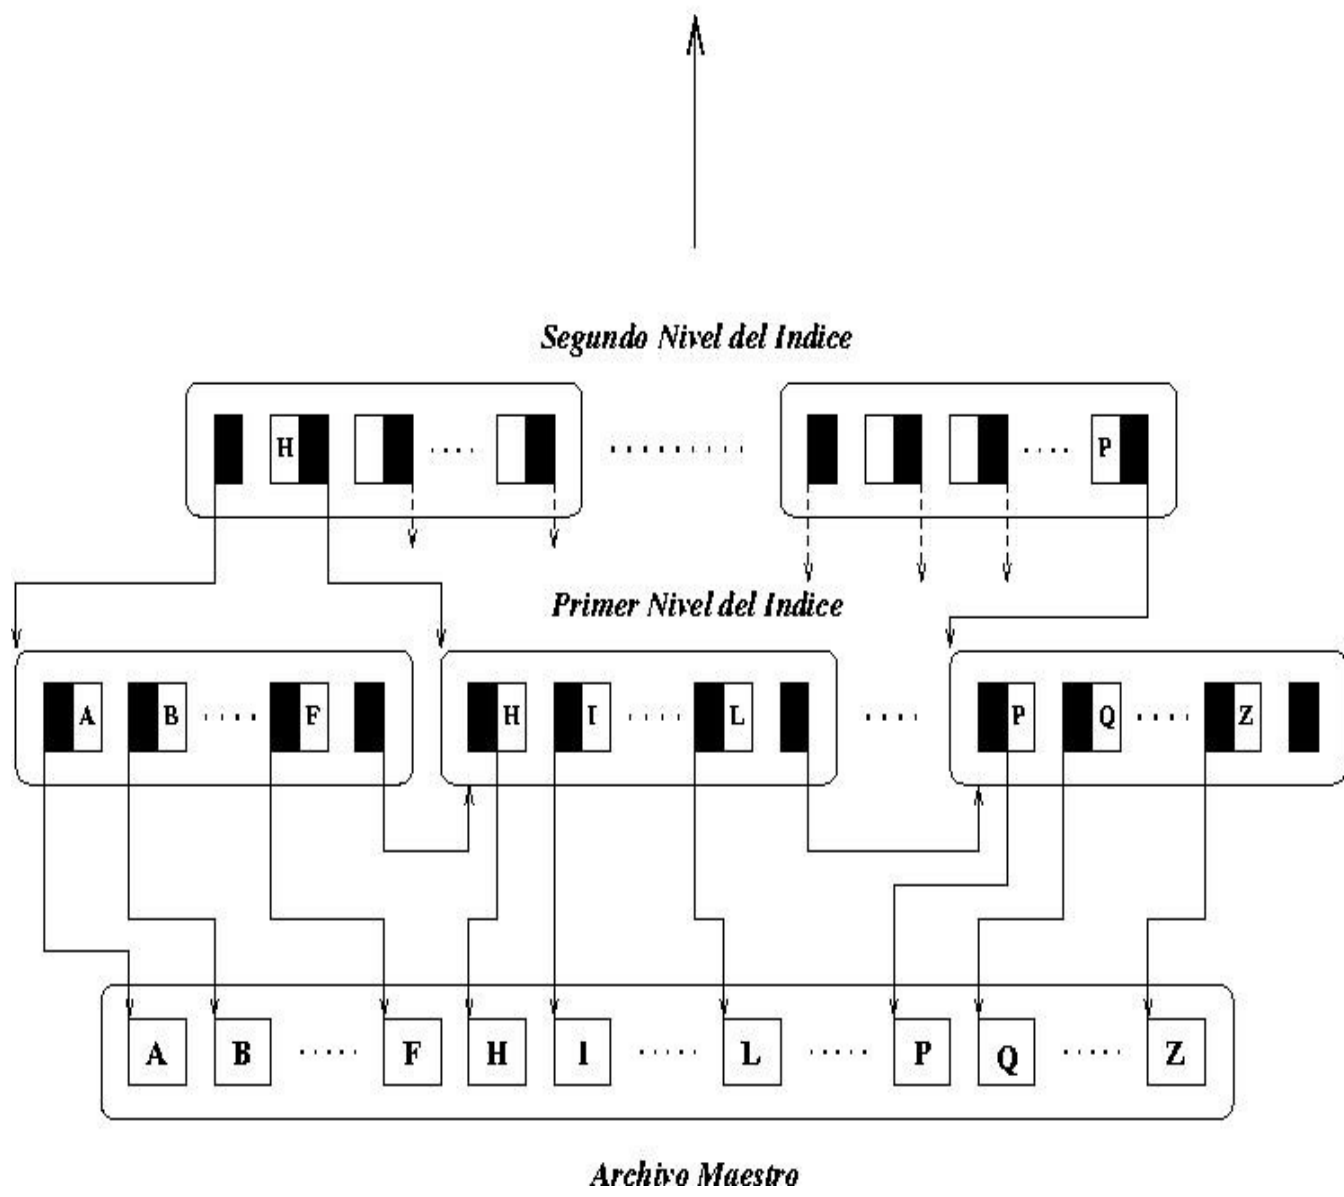 Segundo Nivel del Indice
H .... .... ......... .... P
Primer Nivel del Indice
A B .... F H I .... L .... P Q .... Z
A B ..... F H I ..... L ..... P Q ..... Z
Archivo Maestro